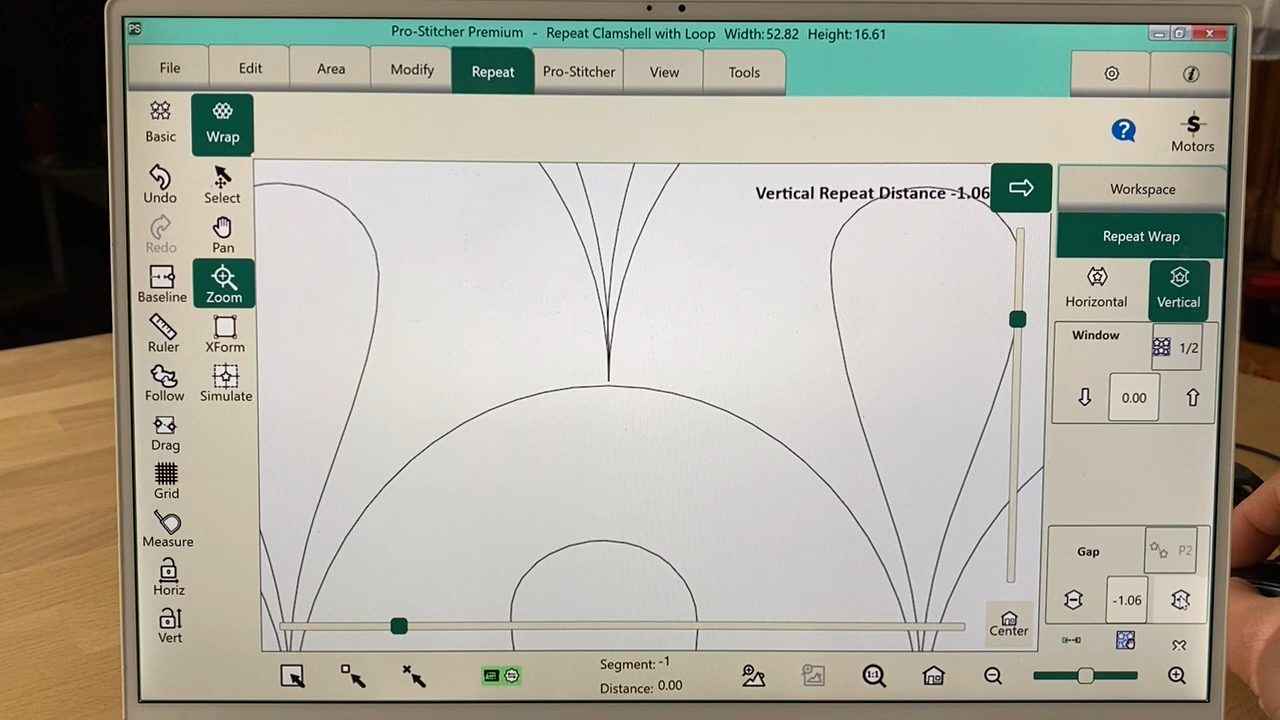 PS Pro-Stitcher Premium - Repeat Clamshell with Loop Width:52.82 Height:16.61
File Edit Area Modify Repeat Pro-Stitcher View Tools
Basic Wrap
Motors
Undo Select
Vertical Repeat Distance -1.06
Workspace
Redo Pan
Repeat Wrap
Baseline Zoom
Horizontal Vertical
Ruler XForm
Window 1/2
Follow Simulate
0.00
Drag
Grid
Measure
Gap P2
Horiz
-1.06
Vert
Center
Segment: -1
Distance: 0.00
1:1